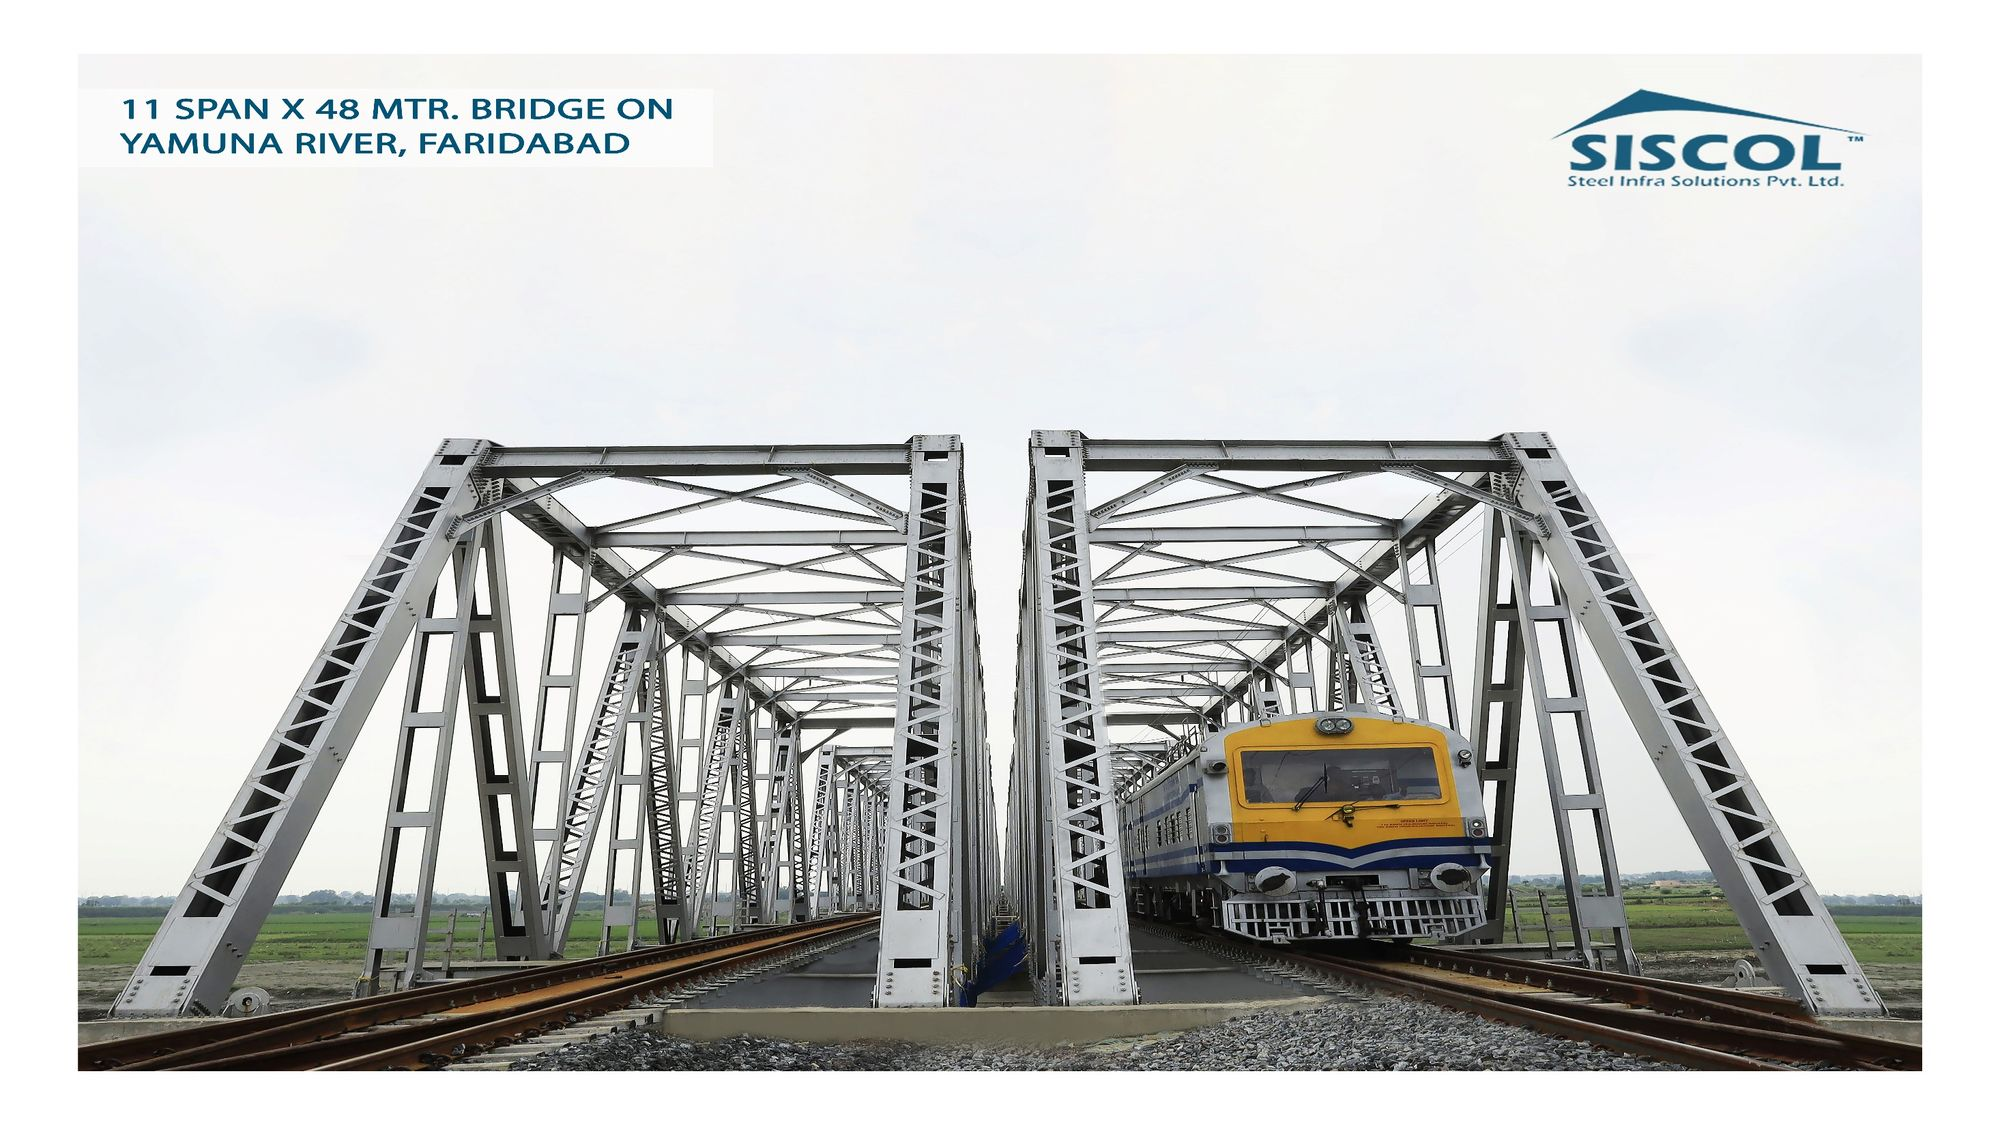 11 SPAN X 48 MTR. BRIDGE ON
YAMUNA RIVER, FARIDABAD
SISCOL™
Steel Infra Solutions Pvt. Ltd.